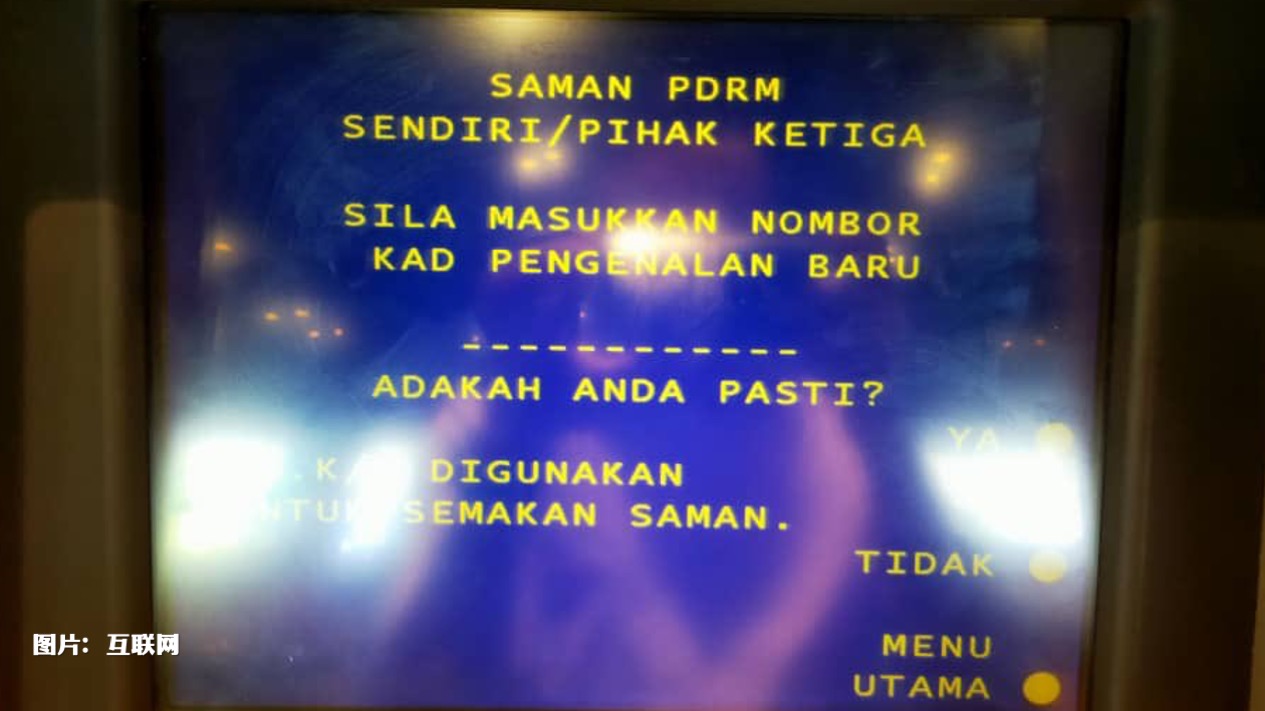 SAMAN PDRM
SENDIRI/PIHAK KETIGA
SILA MASUKKAN NOMBOR
KAD PENGENALAN BARU
------------
ADAKAH ANDA PASTI?
YA
DIGUNAKAN
SEMAKAN SAMAN.
TIDAK
MENU
UTAMA
图片: 互联网